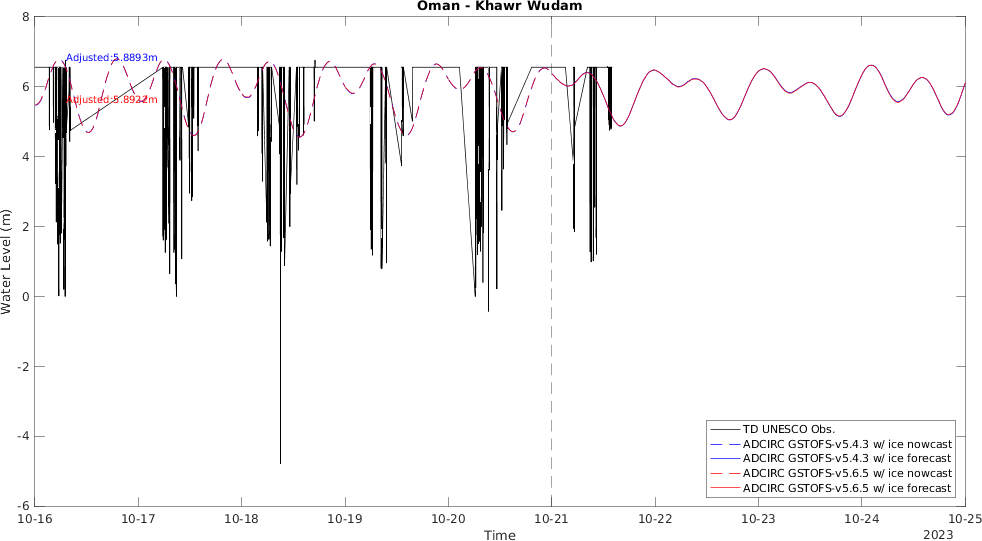 Oman - Khawr Wudam
8
6
4
2
0
-2
-4
-6
Water Level (m)
Adjusted:5.8893m
Adjusted:5.8922m
TD UNESCO Obs.
ADCIRC GSTOFS-v5.4.3 w/ ice nowcast
ADCIRC GSTOFS-v5.4.3 w/ ice forecast
ADCIRC GSTOFS-v5.6.5 w/ ice nowcast
ADCIRC GSTOFS-v5.6.5 w/ ice forecast
10-16 10-17 10-18 10-19 10-20 10-21 10-22 10-23 10-24 10-25
Time
2023